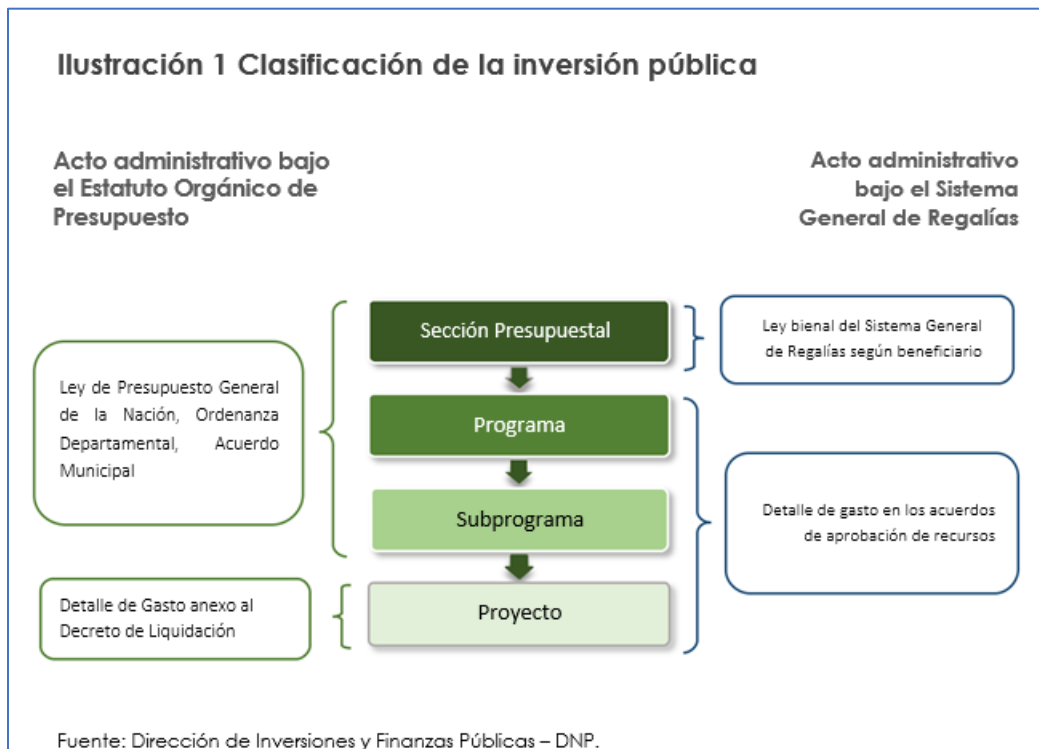 Ilustración 1 Clasificación de la inversión pública
Acto administrativo bajo
el Estatuto Orgánico de
Presupuesto
Acto administrativo
bajo el Sistema
General de Regalías
Sección Presupuestal
Ley bienal del Sistema General
de Regalías según beneficiario
Ley de Presupuesto General
de la Nación, Ordenanza
Departamental, Acuerdo
Municipal
Programa
Subprograma
Detalle de gasto en los acuerdos
de aprobación de recursos
Detalle de Gasto anexo al
Decreto de Liquidación
Proyecto
Fuente: Dirección de Inversiones y Finanzas Públicas – DNP.